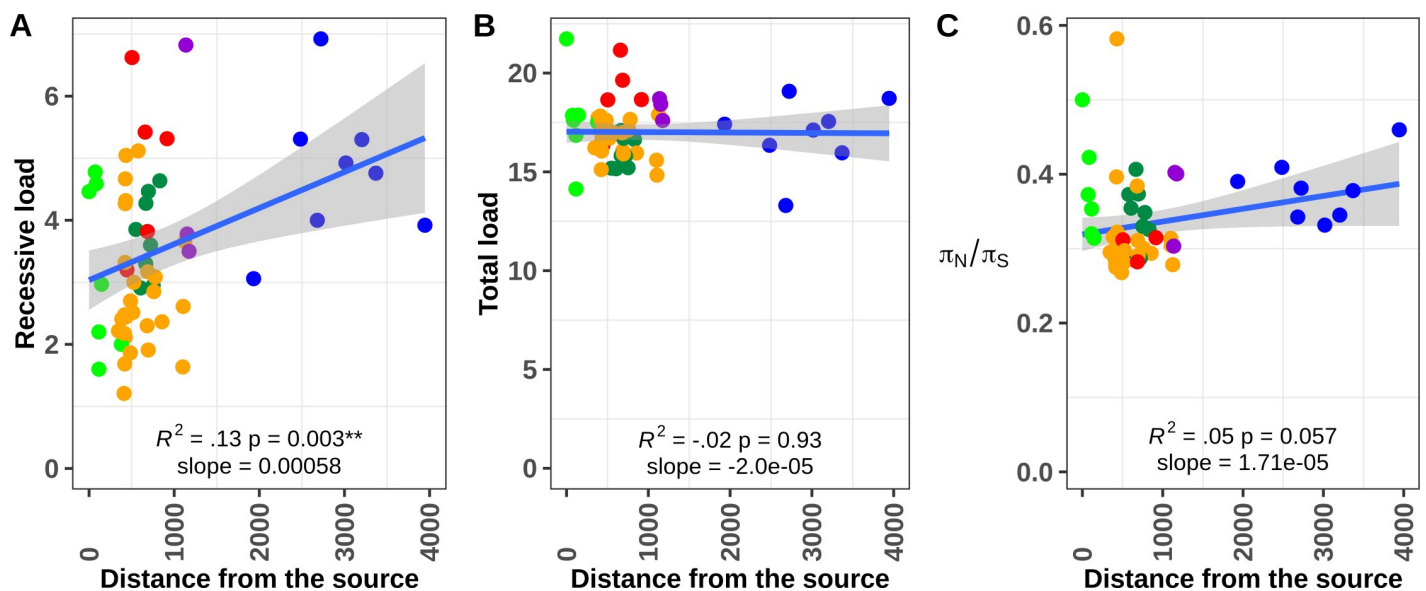 A
Recessive load
6
4
2
0
R² = .13 p = 0.003**
slope = 0.00058
0
1000
2000
3000
4000
Distance from the source
B
Total load
20
15
10
5
0
R² = -.02 p = 0.93
slope = -2.0e-05
0
1000
2000
3000
4000
Distance from the source
C
πN/πS
0.6
0.4
0.2
0.0
R² = .05 p = 0.057
slope = 1.71e-05
0
1000
2000
3000
4000
Distance from the source